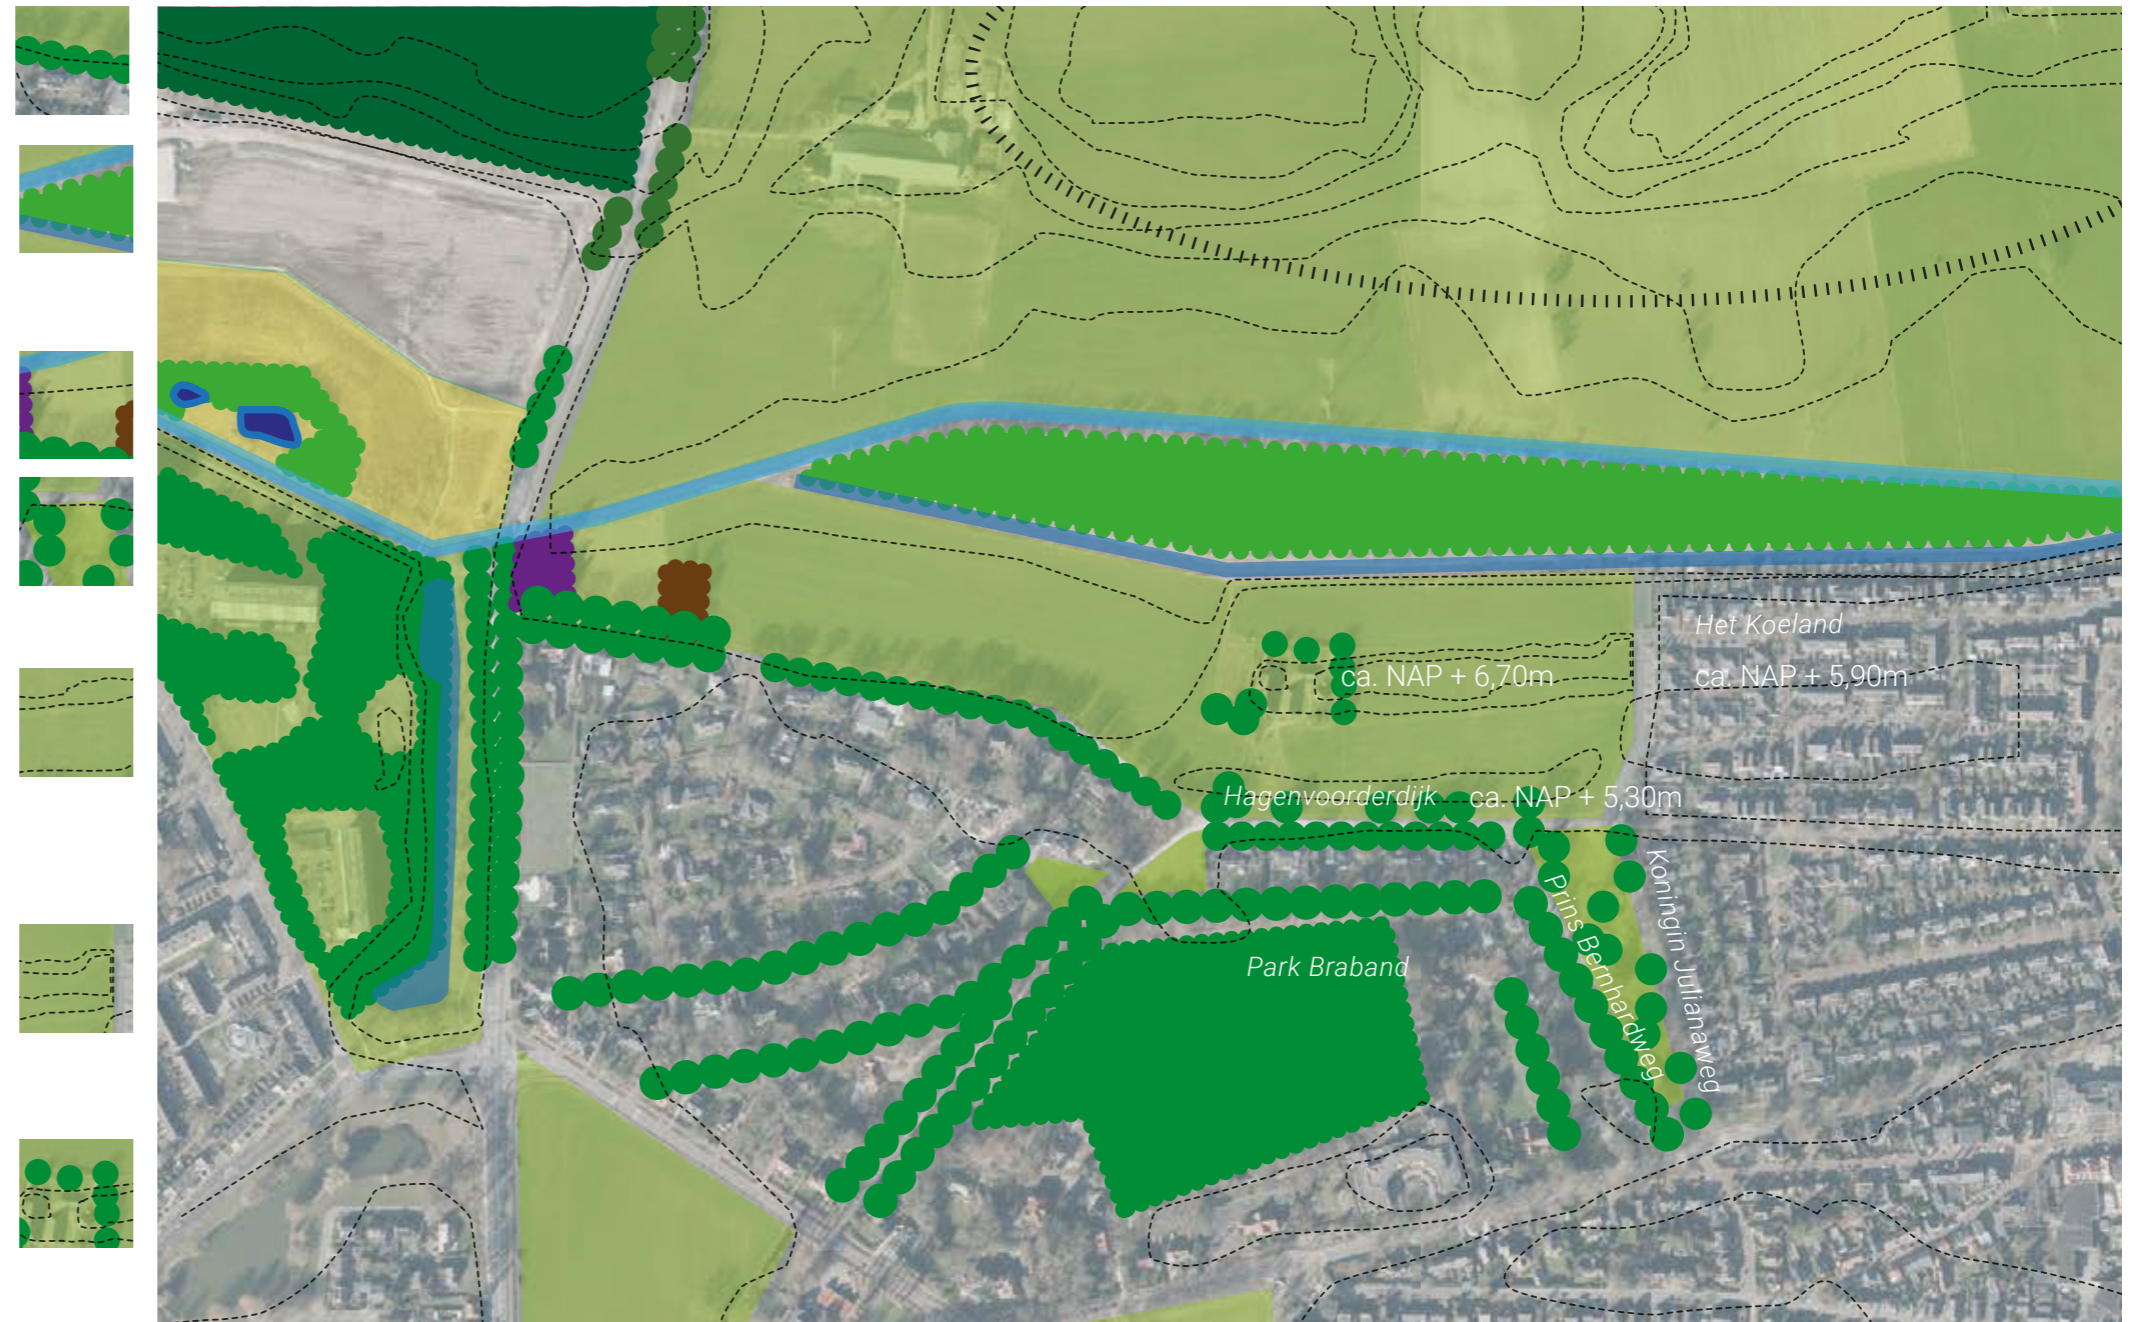 Het Koeland
ca. NAP + 6,70m
ca. NAP + 5,90m
Hagenvoorderdijk
ca. NAP + 5,30m
Prins Bernhardweg
Koningin Julianaweg
Park Braband